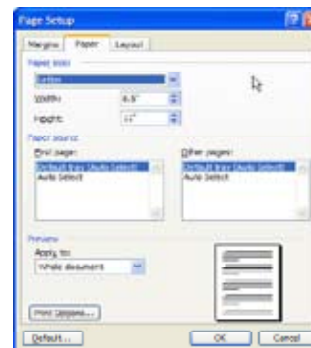 Page Setup
Margins Paper Layout
Paper size:
Letter
Width: 8.5"
Height: 11"
Paper source
First page: Other pages:
Default tray (Auto Select) Default tray (Auto Select)
Auto Select Auto Select
Preview
Apply to:
Whole document
Print Options...
Default... OK Cancel